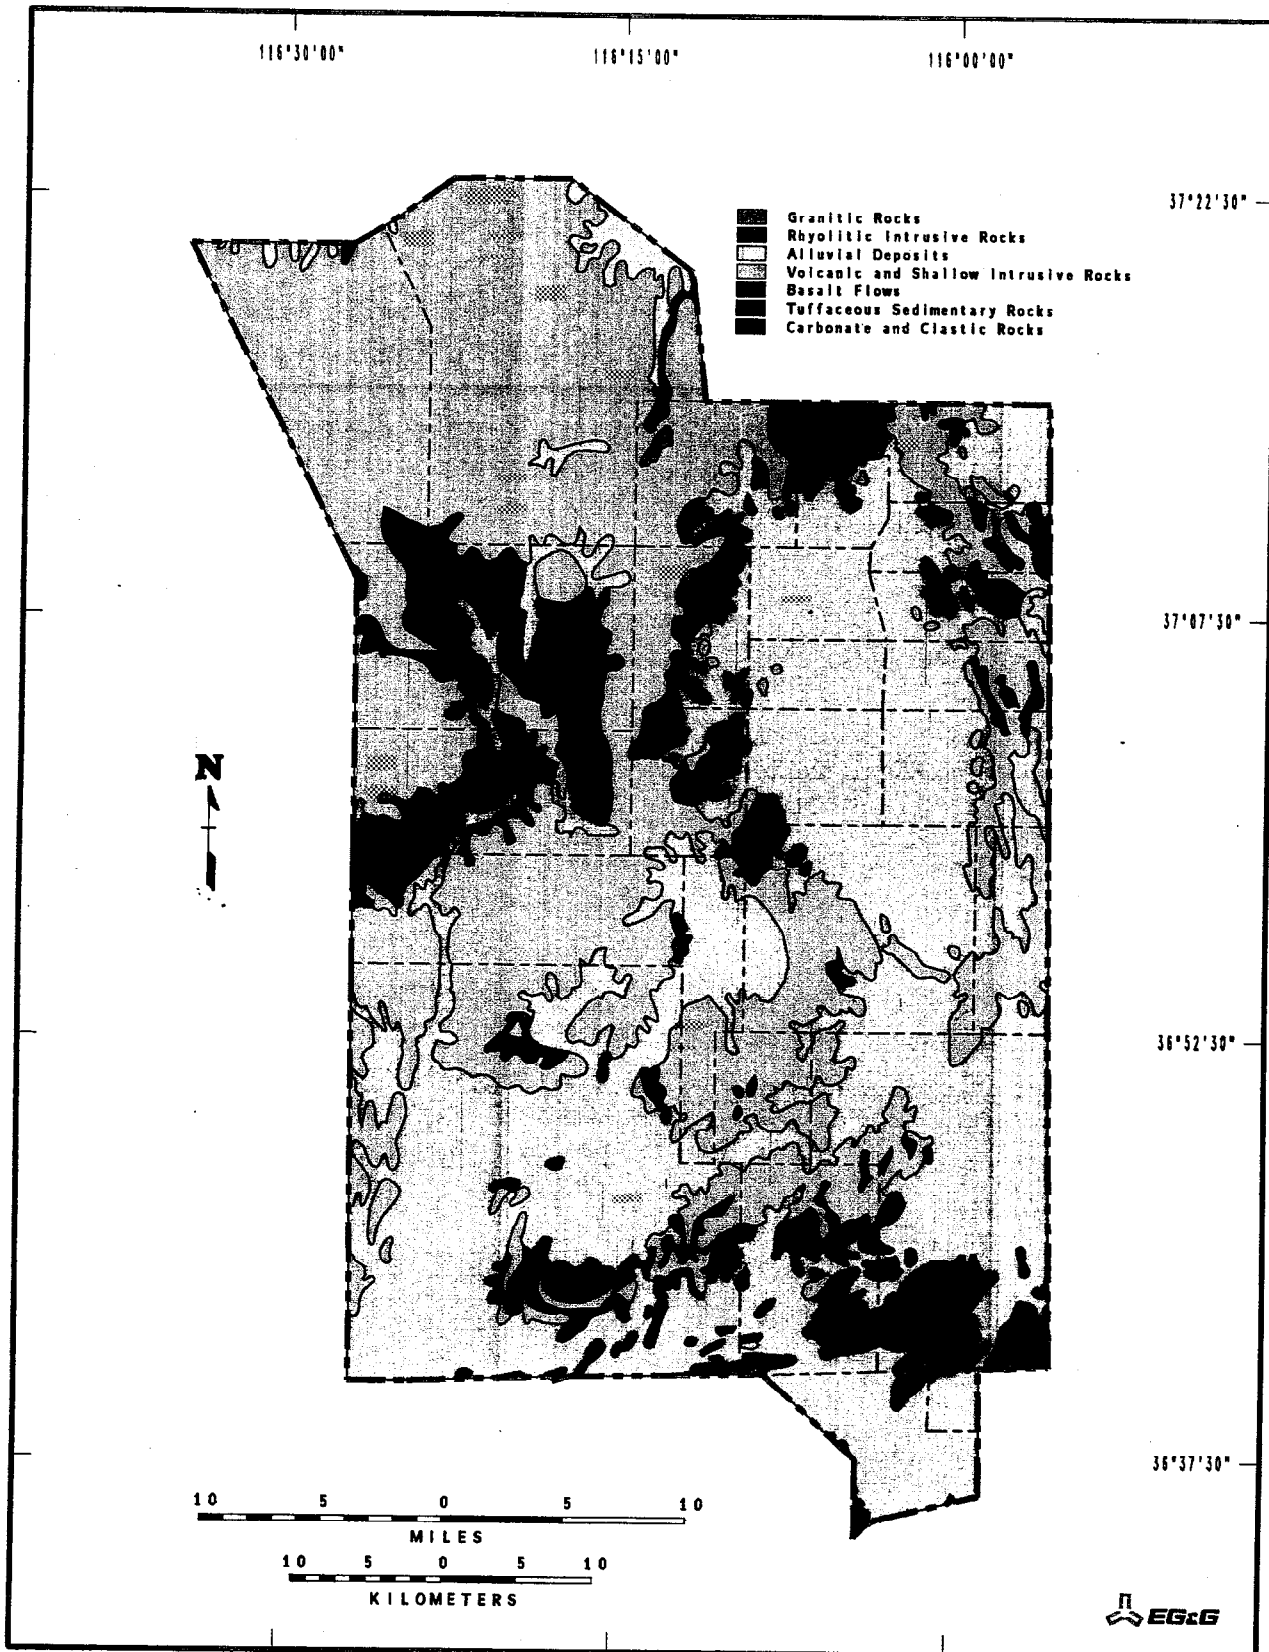 116°30'00" 116°15'00" 116°00'00"
37°22'30"
Granitic Rocks
Rhyolitic Intrusive Rocks
Alluvial Deposits
Volcanic and Shallow Intrusive Rocks
Basalt Flows
Tuffaceous Sedimentary Rocks
Carbonate and Clastic Rocks
37°07'30"
N
36°52'30"
36°37'30"
10 5 0 5 10
MILES
10 5 0 5 10
KILOMETERS
EG&G